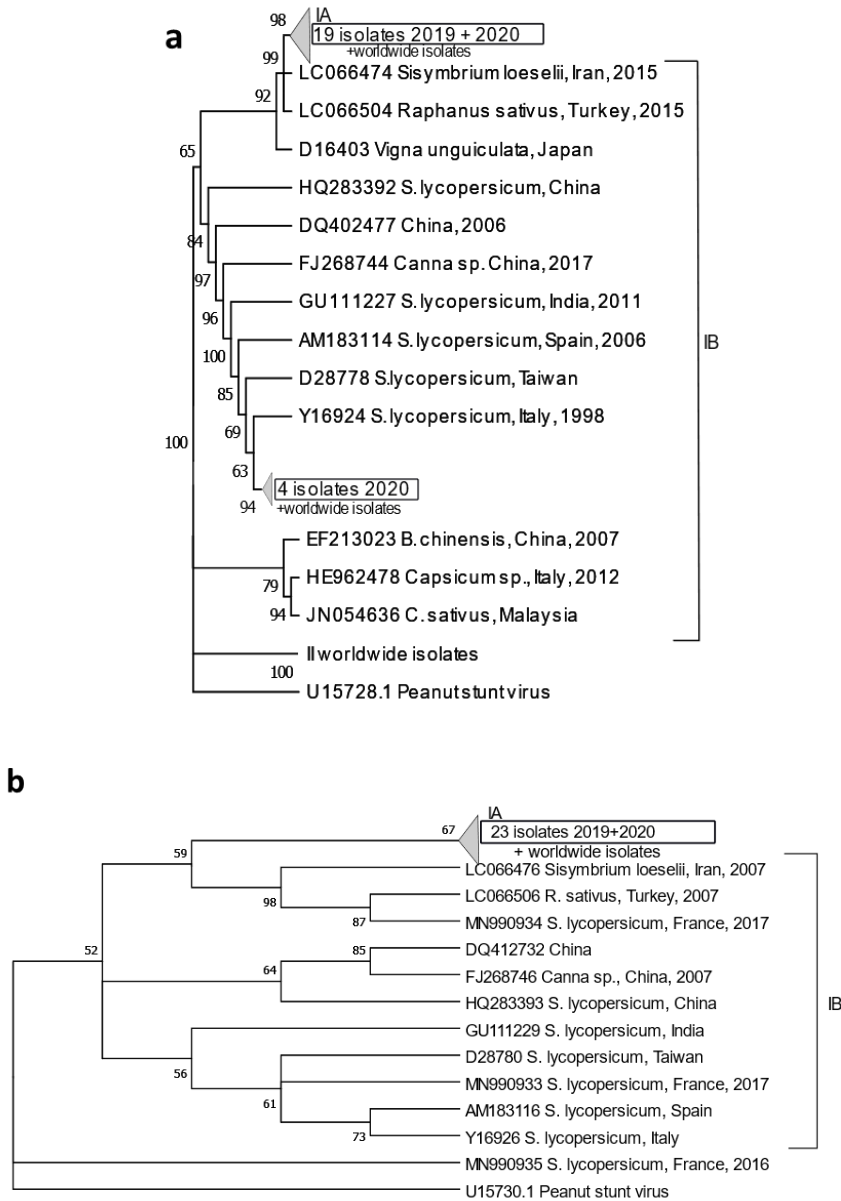 a
98
IA
19 isolates 2019 + 2020
+worldwide isolates
99
LC066474 Sisymbrium loeselii, Iran, 2015
92
LC066504 Raphanus sativus, Turkey, 2015
65
D16403 Vigna unguiculata, Japan
HQ283392 S. lycopersicum, China
84
DQ402477 China, 2006
97
FJ268744 Canna sp. China, 2017
96
GU111227 S. lycopersicum, India, 2011
100
AM183114 S. lycopersicum, Spain, 2006
IB
85
D28778 S.lycopersicum, Taiwan
69
Y16924 S. lycopersicum, Italy, 1998
100
63
94
4 isolates 2020
+worldwide isolates
EF213023 B. chinensis, China, 2007
79
HE962478 Capsicum sp., Italy, 2012
94
JN054636 C. sativus, Malaysia
II worldwide isolates
100
U15728.1 Peanut stunt virus
b
IA
67
23 isolates 2019+2020
+ worldwide isolates
59
LC066476 Sisymbrium loeselii, Iran, 2007
98
LC066506 R. sativus, Turkey, 2007
87
MN990934 S. lycopersicum, France, 2017
52
85
DQ412732 China
64
FJ268746 Canna sp., China, 2007
HQ283393 S. lycopersicum, China
IB
GU111229 S. lycopersicum, India
56
D28780 S. lycopersicum, Taiwan
61
MN990933 S. lycopersicum, France, 2017
AM183116 S. lycopersicum, Spain
73
Y16926 S. lycopersicum, Italy
MN990935 S. lycopersicum, France, 2016
U15730.1 Peanut stunt virus